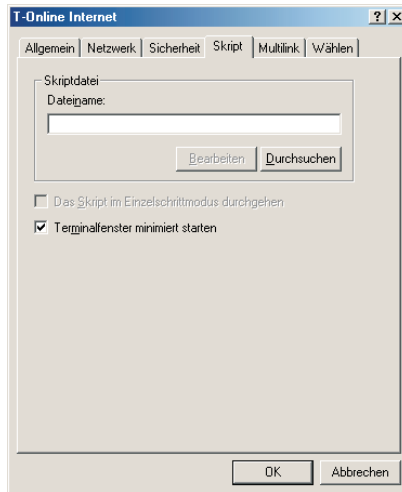 T-Online Internet
Allgemein Netzwerk Sicherheit Skript Multilink Wählen
Skriptdatei
Dateiname:
Bearbeiten Durchsuchen
Das Skript im Einzelschrittmodus durchgehen
Terminalfenster minimiert starten
OK Abbrechen